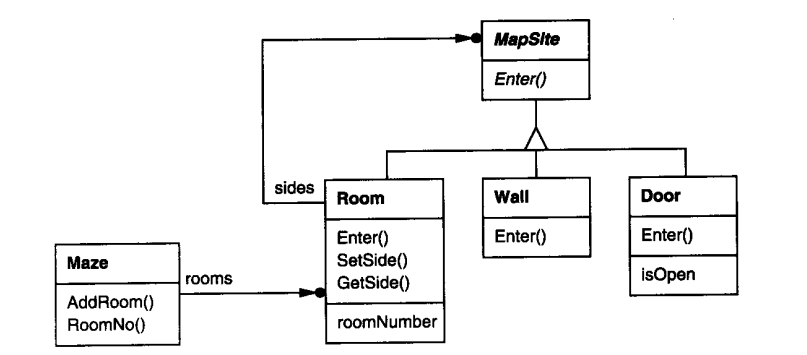 MapSite
Enter()
sides
Room
Enter()
SetSide()
GetSide()
roomNumber
Wall
Enter()
Door
Enter()
isOpen
Maze
AddRoom()
RoomNo()
rooms